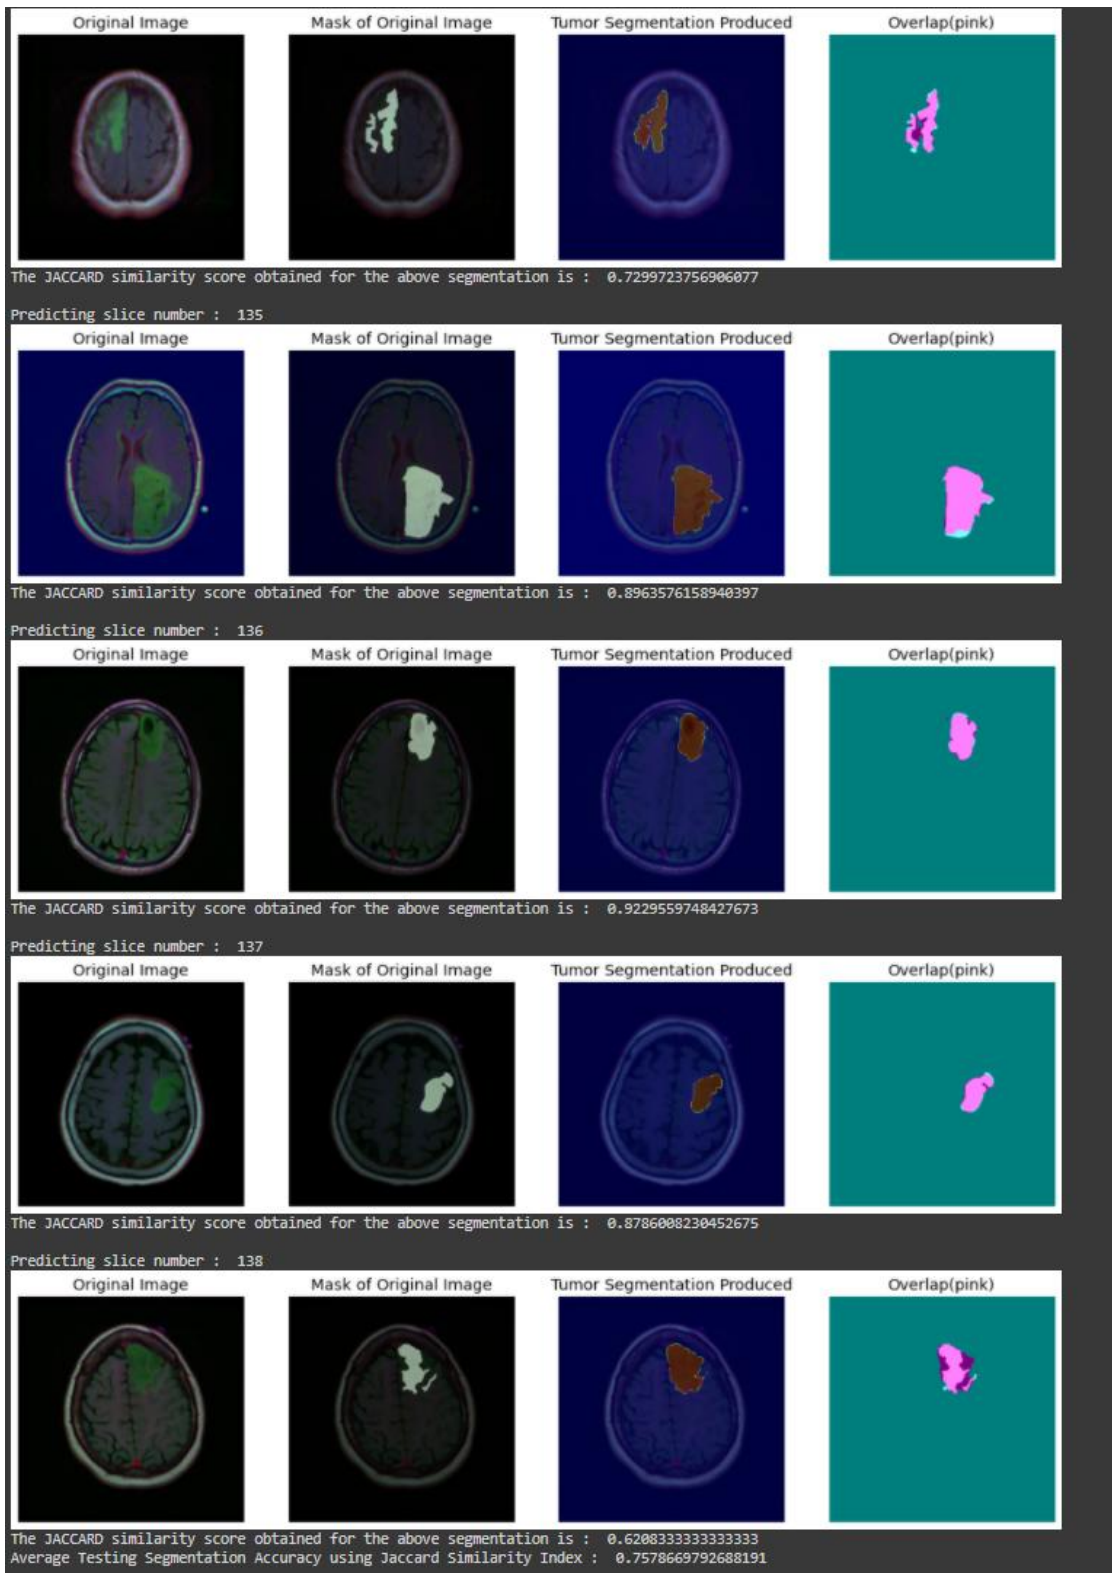 Original Image Mask of Original Image Tumor Segmentation Produced Overlap(pink)
The JACCARD similarity score obtained for the above segmentation is :  0.7299723756906077
Predicting slice number :  135
Original Image Mask of Original Image Tumor Segmentation Produced Overlap(pink)
The JACCARD similarity score obtained for the above segmentation is :  0.8963576158940397
Predicting slice number :  136
Original Image Mask of Original Image Tumor Segmentation Produced Overlap(pink)
The JACCARD similarity score obtained for the above segmentation is :  0.9229559748427673
Predicting slice number :  137
Original Image Mask of Original Image Tumor Segmentation Produced Overlap(pink)
The JACCARD similarity score obtained for the above segmentation is :  0.8786008230452675
Predicting slice number :  138
Original Image Mask of Original Image Tumor Segmentation Produced Overlap(pink)
The JACCARD similarity score obtained for the above segmentation is :  0.6208333333333333
Average Testing Segmentation Accuracy using Jaccard Similarity Index :  0.7578669792688191